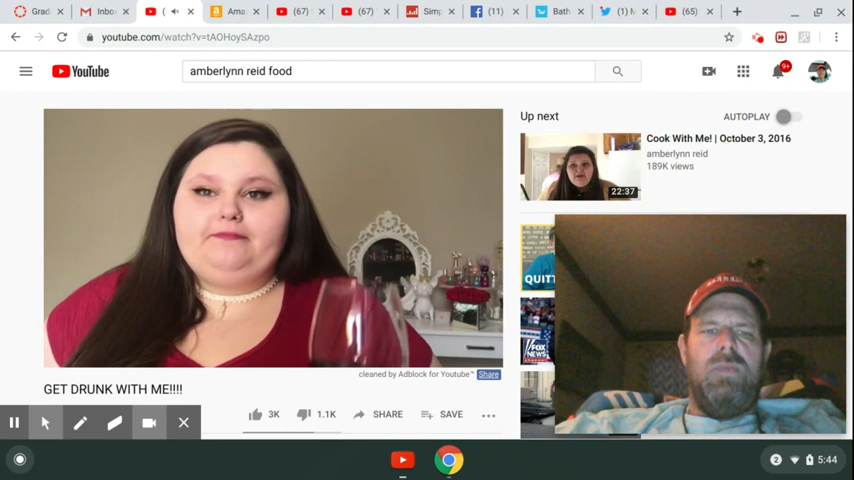 Grad
Inbo
(
Ama
(67)
(67)
Simp
(11)
Bath
(1) M
(65)
youtube.com/watch?v=tAOHoySAzpo
YouTube
amberlynn reid food
9+
Up next
AUTOPLAY
Cook With Me! | October 3, 2016
amberlynn reid
189K views
22:37
QUITT
FOX
NEWS
cleaned by Adblock for Youtube™ Share
GET DRUNK WITH ME!!!!
3K
1.1K
SHARE
SAVE
2
5:44